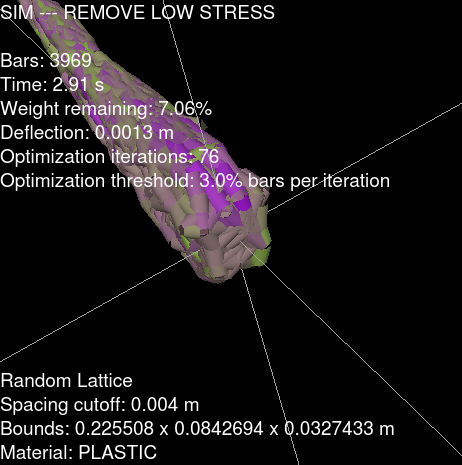 SIM --- REMOVE LOW STRESS
Bars: 3969
Time: 2.91 s
Weight remaining: 7.06%
Deflection: 0.0013 m
Optimization iterations: 76
Optimization threshold: 3.0% bars per iteration
Random Lattice
Spacing cutoff: 0.004 m
Bounds: 0.225508 x 0.0842694 x 0.0327433 m
Material: PLASTIC